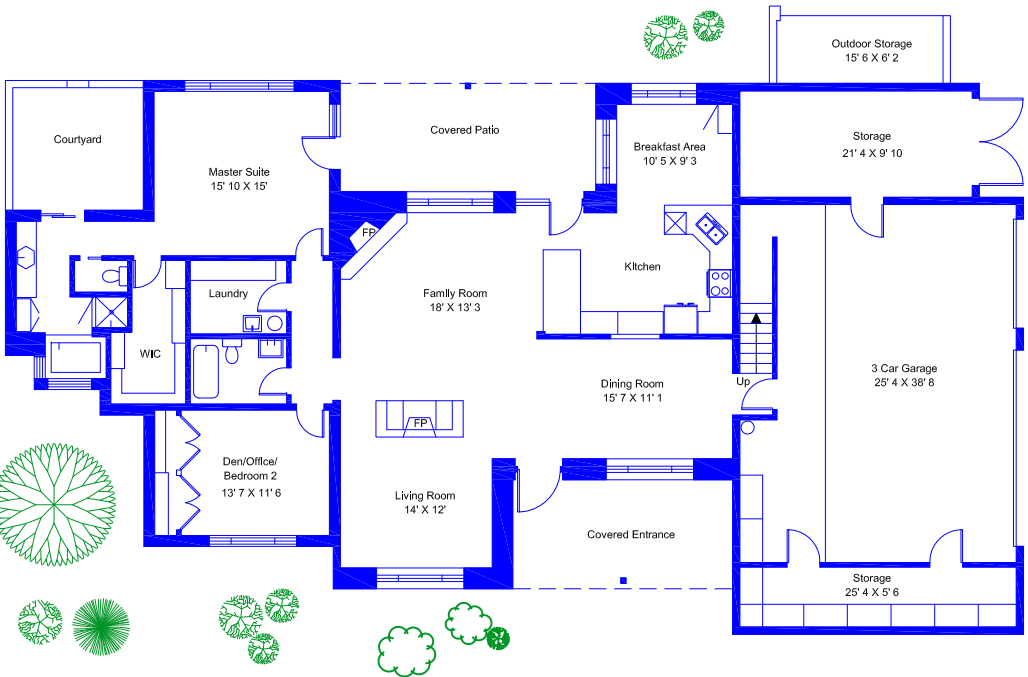 Outdoor Storage
15' 6 X 6' 2
Courtyard
Covered Patio
Storage
21' 4 X 9' 10
Breakfast Area
10' 5 X 9' 3
Master Suite
15' 10 X 15'
FP
Kitchen
Laundry
Family Room
18' X 13' 3
WIC
Up
Dining Room
15' 7 X 11' 1
3 Car Garage
25' 4 X 38' 8
FP
Den/Office/
Bedroom 2
13' 7 X 11' 6
Living Room
14' X 12'
Covered Entrance
Storage
25' 4 X 5' 6